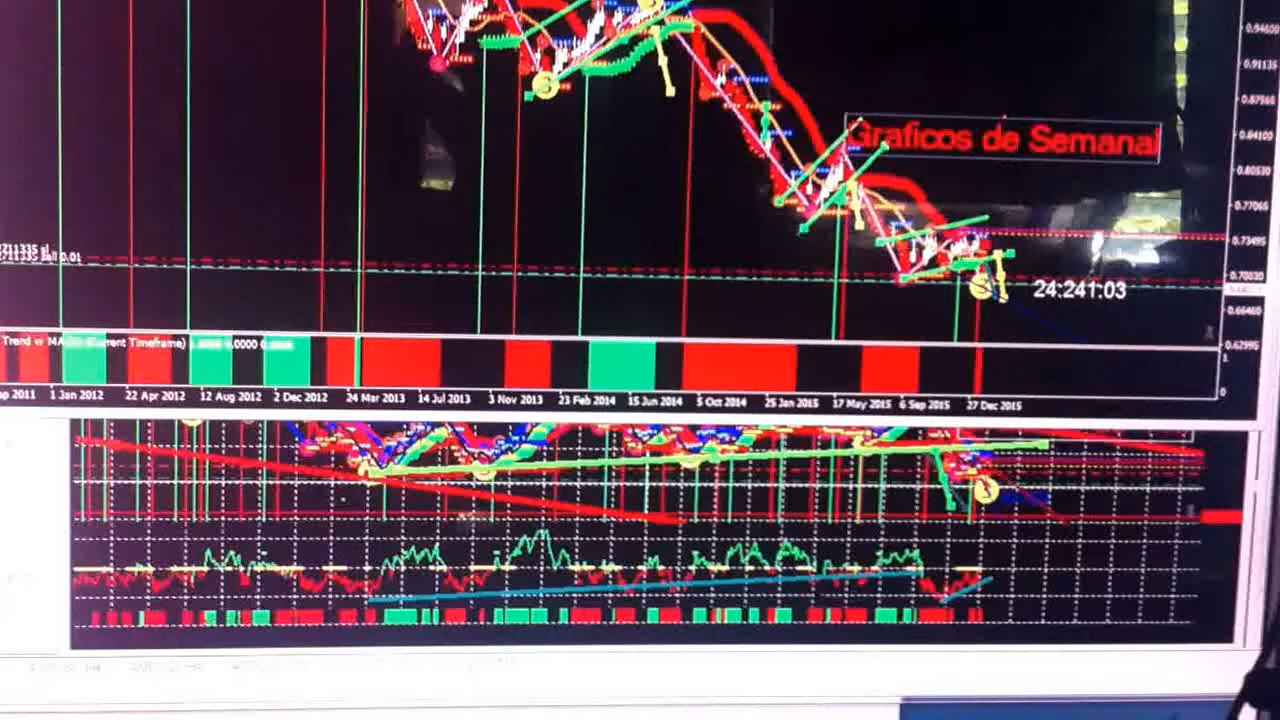 0.94600
0.91135
0.87565
0.84100
Graficos de Semanal
0.80530
0.77065
0.73495
0.70030
24:241:03
0.66460
0.62995
1
0
1 Jan 2012
22 Apr 2012
12 Aug 2012
2 Dec 2012
24 Mar 2013
14 Jul 2013
3 Nov 2013
23 Feb 2014
15 Jun 2014
5 Oct 2014
25 Jan 2015
17 May 2015
6 Sep 2015
27 Dec 2015